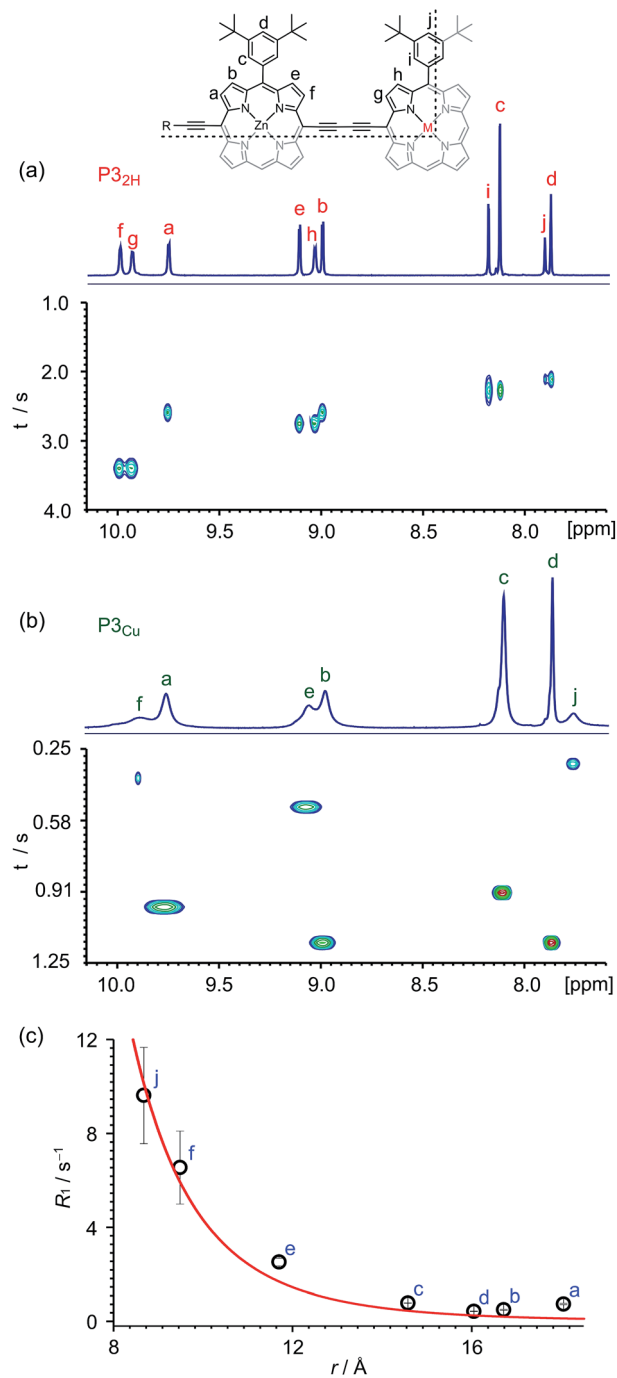 d j
c i
b e h
a f g
N N N N
R Zn M
N N N N
(a)
P3₂H
f g a e h b i c j d
1.0
2.0
3.0
4.0
t / s
10.0 9.5 9.0 8.5 8.0 [ppm]
(b)
P3Cu
f a e b c d j
0.25
0.58
0.91
1.25
t / s
10.0 9.5 9.0 8.5 8.0 [ppm]
(c)
12
8
4
0
R₁ / s⁻¹
j
f
e
c d b a
8 12 16
r / Å